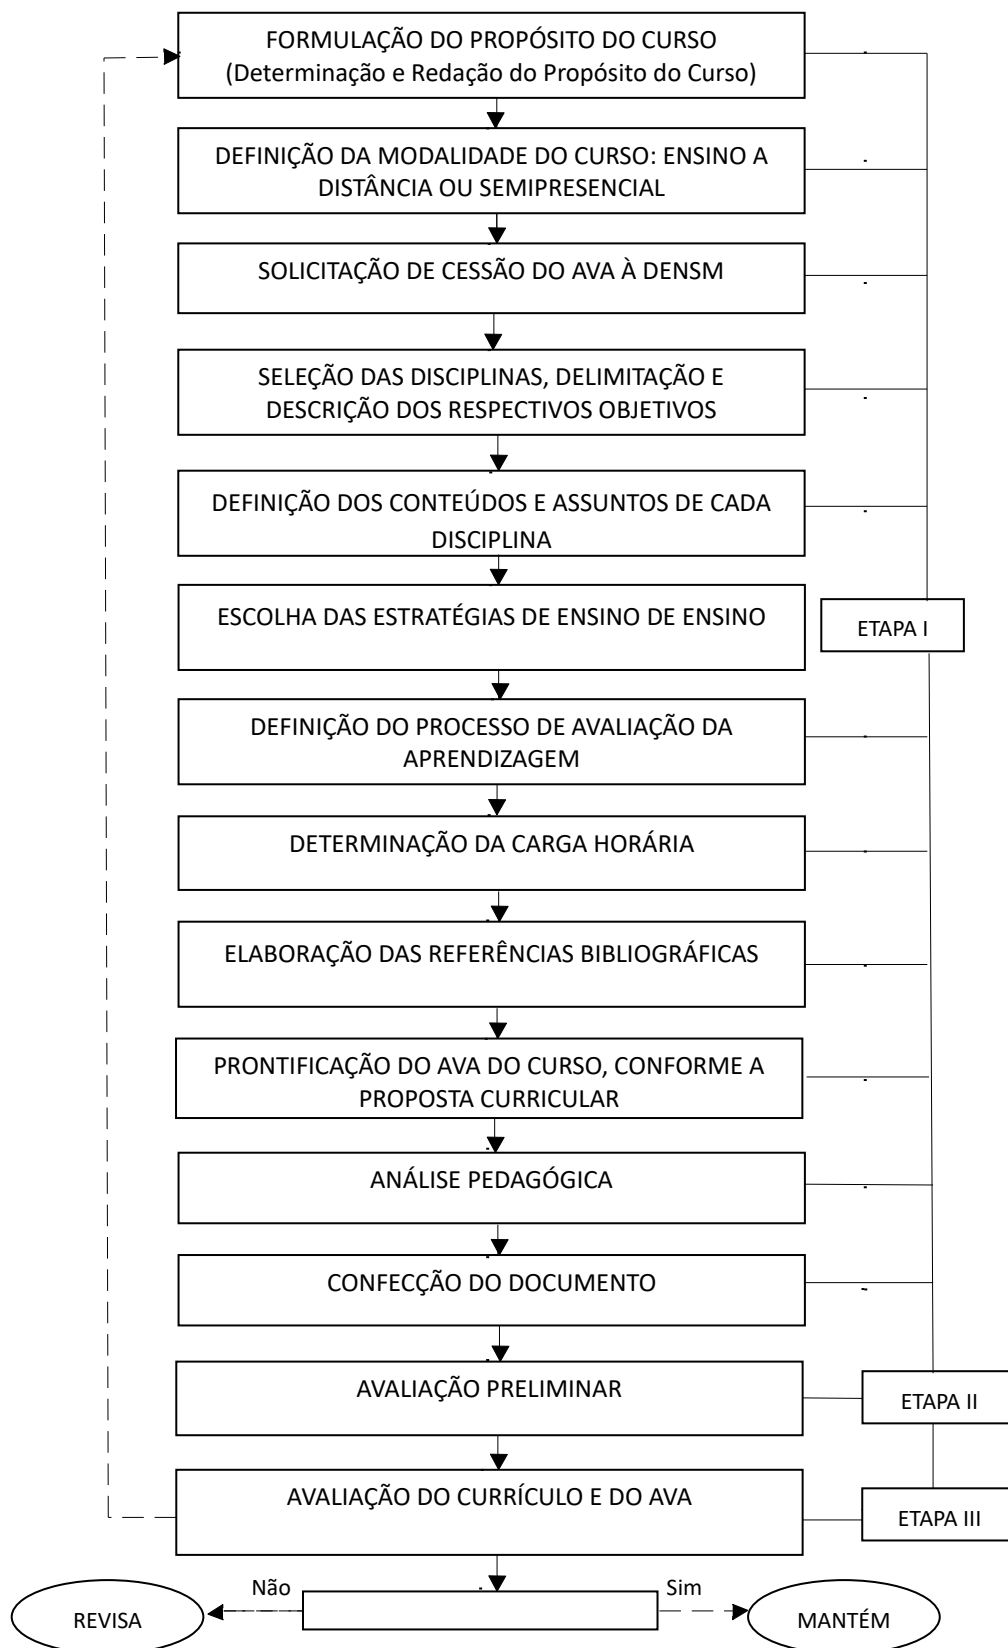 FORMULAÇÃO DO PROPÓSITO DO CURSO
(Determinação e Redação do Propósito do Curso)
DEFINIÇÃO DA MODALIDADE DO CURSO: ENSINO A
DISTÂNCIA OU SEMIPRESENCIAL
SOLICITAÇÃO DE CESSÃO DO AVA À DENSM
SELEÇÃO DAS DISCIPLINAS, DELIMITAÇÃO E
DESCRIÇÃO DOS RESPECTIVOS OBJETIVOS
DEFINIÇÃO DOS CONTEÚDOS E ASSUNTOS DE CADA
DISCIPLINA
ESCOLHA DAS ESTRATÉGIAS DE ENSINO DE ENSINO
ETAPA I
DEFINIÇÃO DO PROCESSO DE AVALIAÇÃO DA
APRENDIZAGEM
DETERMINAÇÃO DA CARGA HORÁRIA
ELABORAÇÃO DAS REFERÊNCIAS BIBLIOGRÁFICAS
PRONTIFICAÇÃO DO AVA DO CURSO, CONFORME A
PROPOSTA CURRICULAR
ANÁLISE PEDAGÓGICA
CONFECÇÃO DO DOCUMENTO
AVALIAÇÃO PRELIMINAR
ETAPA II
AVALIAÇÃO DO CURRÍCULO E DO AVA
ETAPA III
Não
Sim
REVISA
MANTÉM